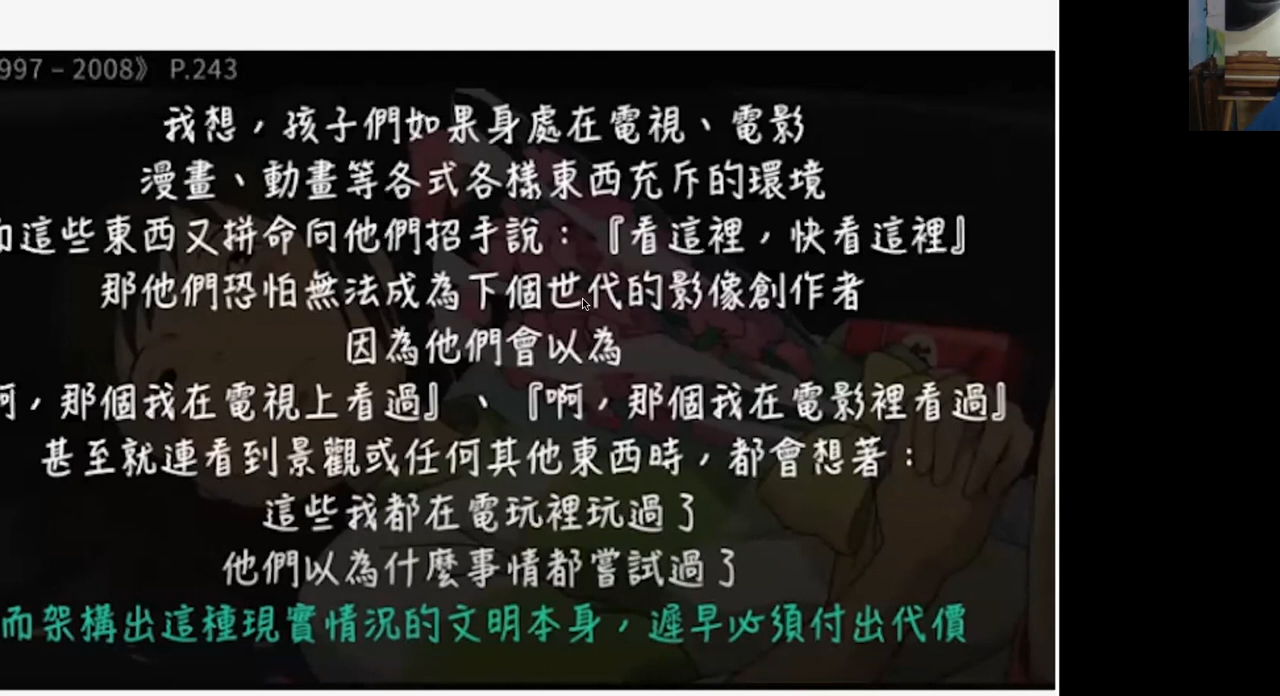 997 – 2008》 P.243
我想，孩子們如果身處在電視、電影
漫畫、動畫等各式各樣東西充斥的環境
這些東西又拼命向他們招手說：『看這裡，快看這裡』
那他們恐怕無法成為下個世代的影像創作者
因為他們會以為
啊，那個我在電視上看過』、『啊，那個我在電影裡看過』
甚至就連看到景觀或任何其他東西時，都會想著：
這些我都在電玩裡玩過了
他們以為什麼事情都嘗試過了
而架構出這種現實情況的文明本身，遲早必須付出代價